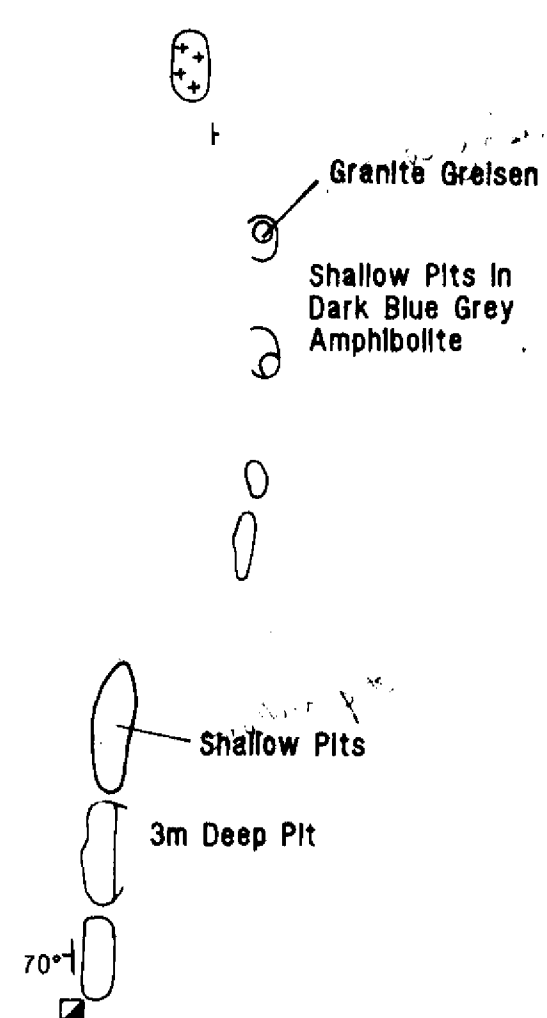 Granite Greisen
Shallow Pits In
Dark Blue Grey
Amphibolite
Shallow Pits
3m Deep Pit
70°